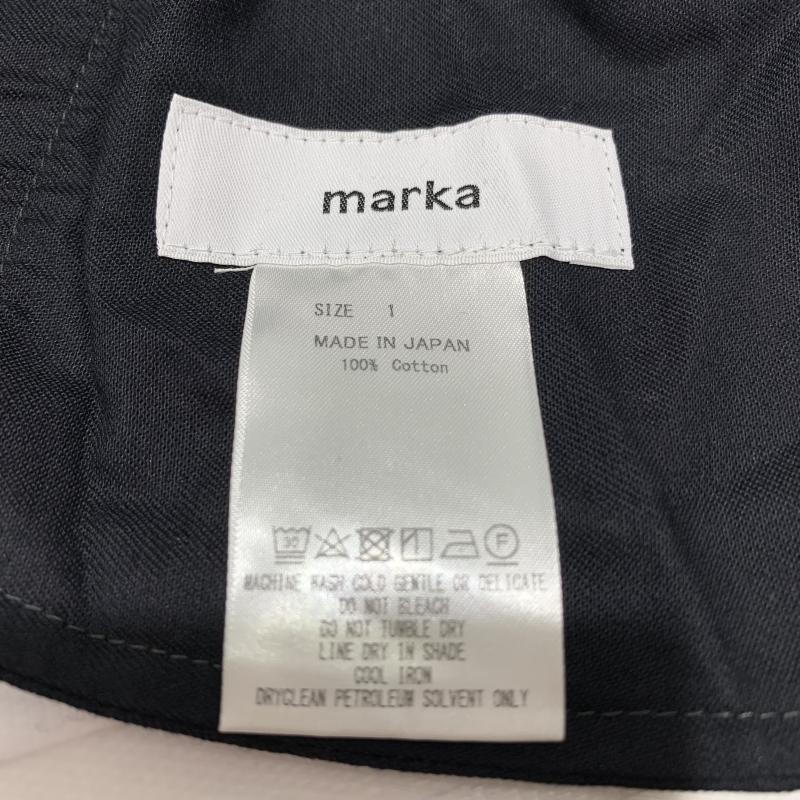 marka
SIZE 1
MADE IN JAPAN
100% Cotton
30 F
MACHINE WASH COLD GENTLE OR DELICATE
DO NOT BLEACH
DO NOT TUMBLE DRY
LINE DRY IN SHADE
COOL IRON
DRYCLEAN PETROLEUM SOLVENT ONLY